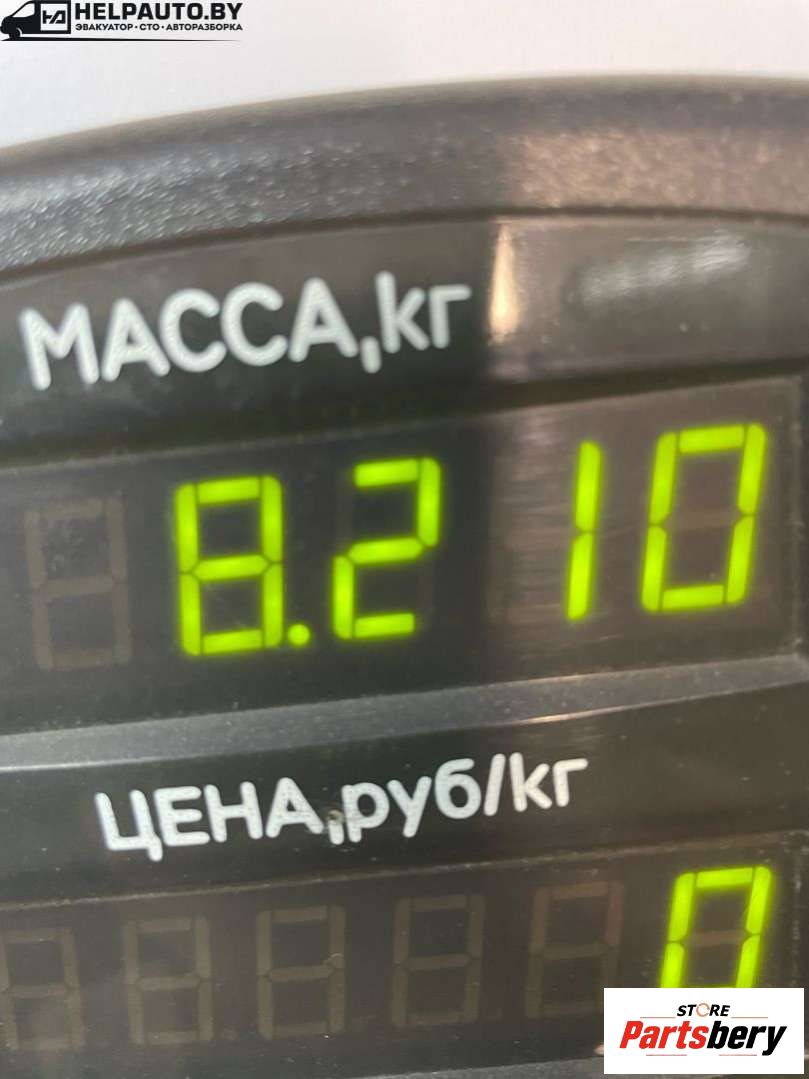 HELPAUTO.BY
ЭВАКУАТОР • СТО • АВТОРАЗБОРКА
МАССА,кг
8.210
ЦЕНА,руб/кг
0
STORE
Partsbery